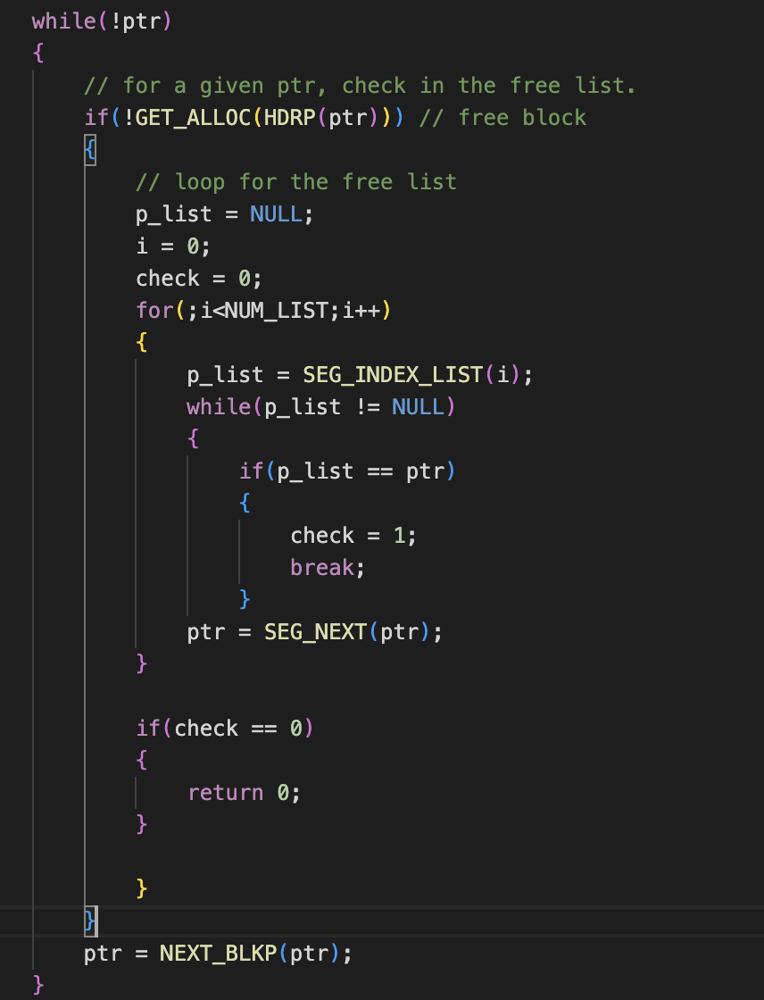 while(!ptr)
{
// for a given ptr, check in the free list.
if(!GET_ALLOC(HDRP(ptr))) // free block
{
// loop for the free list
p_list = NULL;
i = 0;
check = 0;
for(;i<NUM_LIST;i++)
{
p_list = SEG_INDEX_LIST(i);
while(p_list != NULL)
{
if(p_list == ptr)
{
check = 1;
break;
}
ptr = SEG_NEXT(ptr);
}
if(check == 0)
{
return 0;
}
}
}
ptr = NEXT_BLKP(ptr);
}